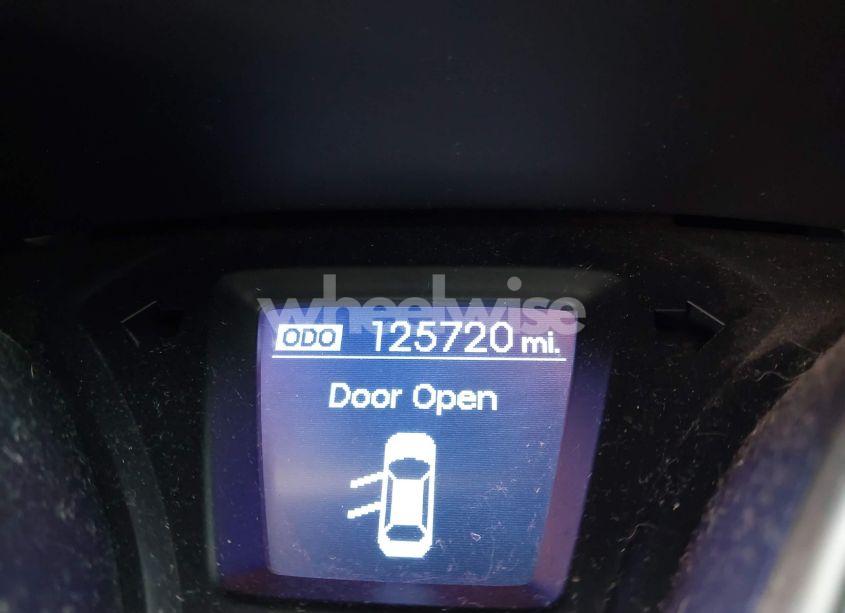 wheelwise
ODO 125720 mi.
Door Open